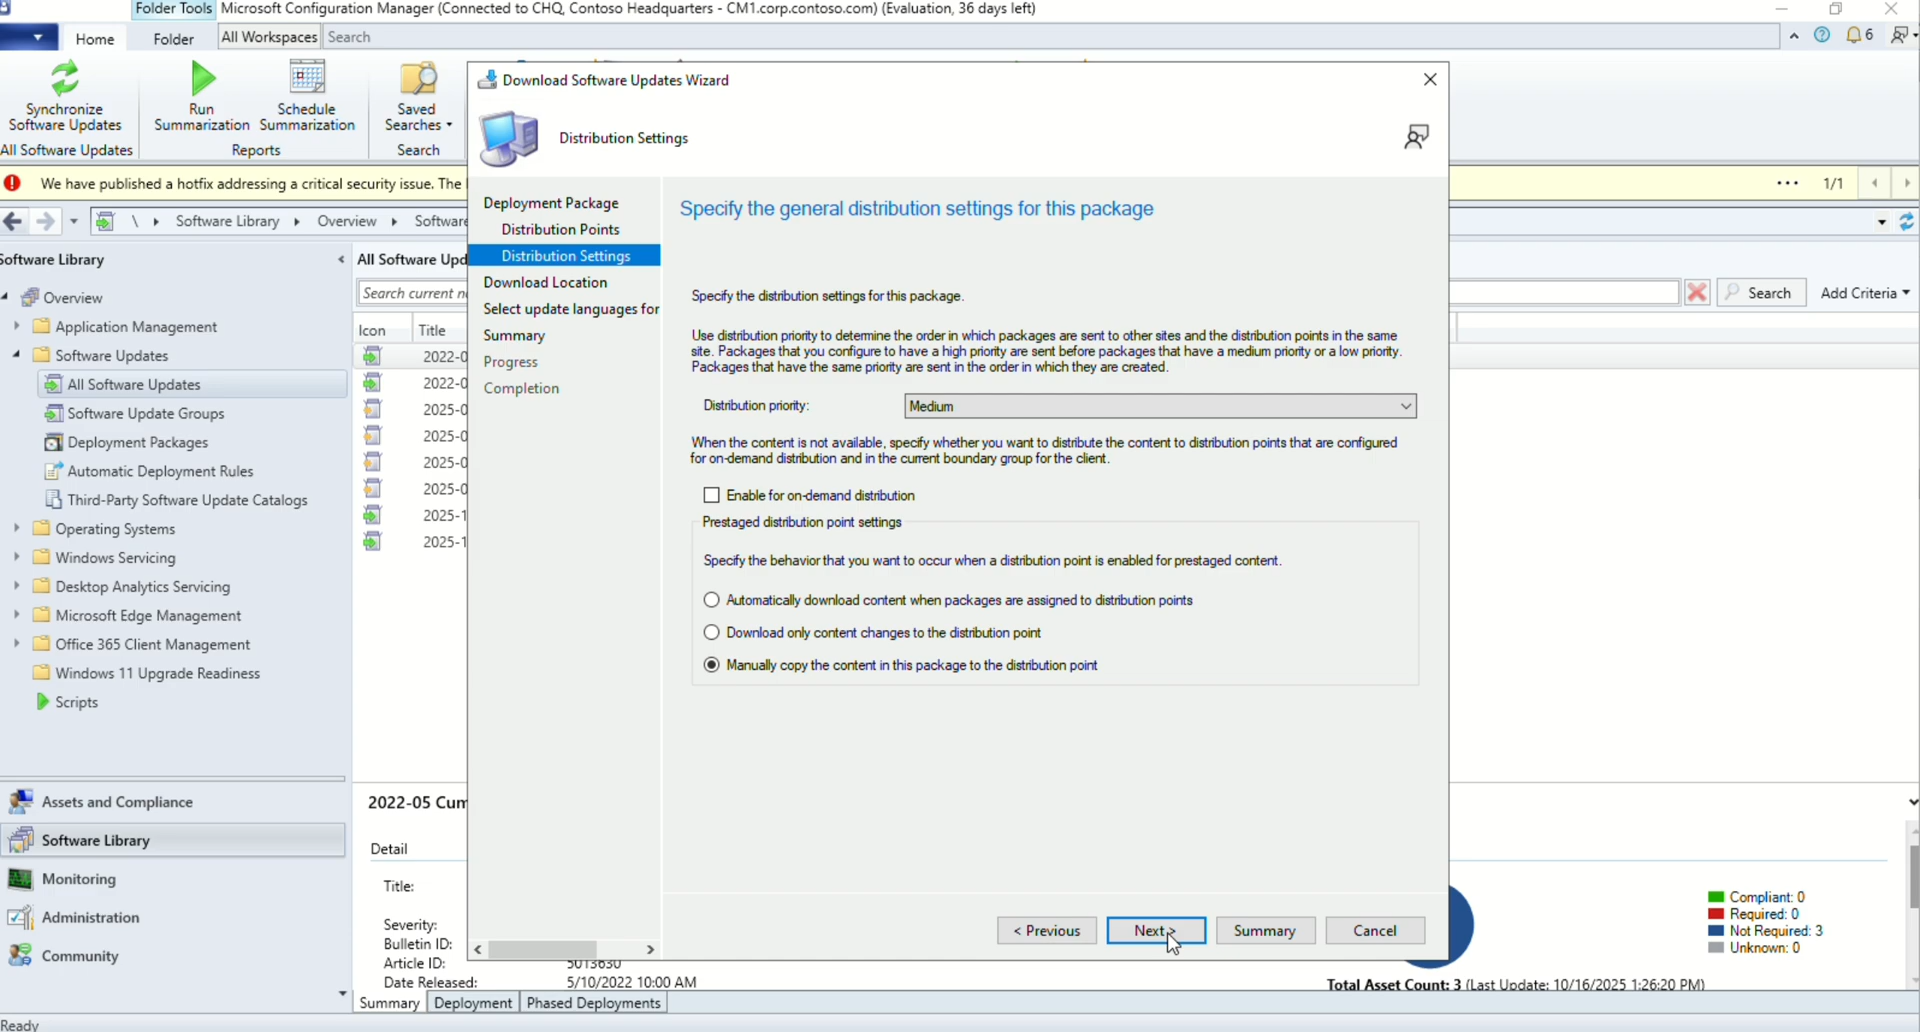 Folder Tools Microsoft Configuration Manager (Connected to CHQ, Contoso Headquarters - CM1.corp.contoso.com) (Evaluation, 36 days left)
Home Folder All Workspaces Search 6
Synchronize
Software Updates
Run
Summarization
Schedule
Summarization
Saved
Searches
All Software Updates Reports Search
We have published a hotfix addressing a critical security issue. The
1/1
\ Software Library Overview Software
Software Library
Overview
Application Management
Software Updates
All Software Updates
Software Update Groups
Deployment Packages
Automatic Deployment Rules
Third-Party Software Update Catalogs
Operating Systems
Windows Servicing
Desktop Analytics Servicing
Microsoft Edge Management
Office 365 Client Management
Windows 11 Upgrade Readiness
Scripts
Assets and Compliance
Software Library
Monitoring
Administration
Community
Ready
All Software Upd
Search current
Search Add Criteria
Icon Title
2022-0
2022-0
2025-0
2025-0
2025-0
2025-0
2025-1
2025-1
Download Software Updates Wizard
Distribution Settings
Deployment Package
Distribution Points
Distribution Settings
Download Location
Select update languages for
Summary
Progress
Completion
Specify the general distribution settings for this package
Specify the distribution settings for this package.
Use distribution priority to determine the order in which packages are sent to other sites and the distribution points in the same
site. Packages that you configure to have a high priority are sent before packages that have a medium priority or a low priority.
Packages that have the same priority are sent in the order in which they are created.
Distribution priority: Medium
When the content is not available, specify whether you want to distribute the content to distribution points that are configured
for on-demand distribution and in the current boundary group for the client.
Enable for on-demand distribution
Prestaged distribution point settings
Specify the behavior that you want to occur when a distribution point is enabled for prestaged content.
Automatically download content when packages are assigned to distribution points
Download only content changes to the distribution point
Manually copy the content in this package to the distribution point
< Previous Next > Summary Cancel
2022-05 Cum
Detail
Title:
Severity:
Bulletin ID:
Article ID: 5013630
Date Released: 5/10/2022 10:00 AM
Compliant: 0
Required: 0
Not Required: 3
Unknown: 0
Total Asset Count: 3 (Last Update: 10/16/2025 1:26:20 PM)
Summary Deployment Phased Deployments